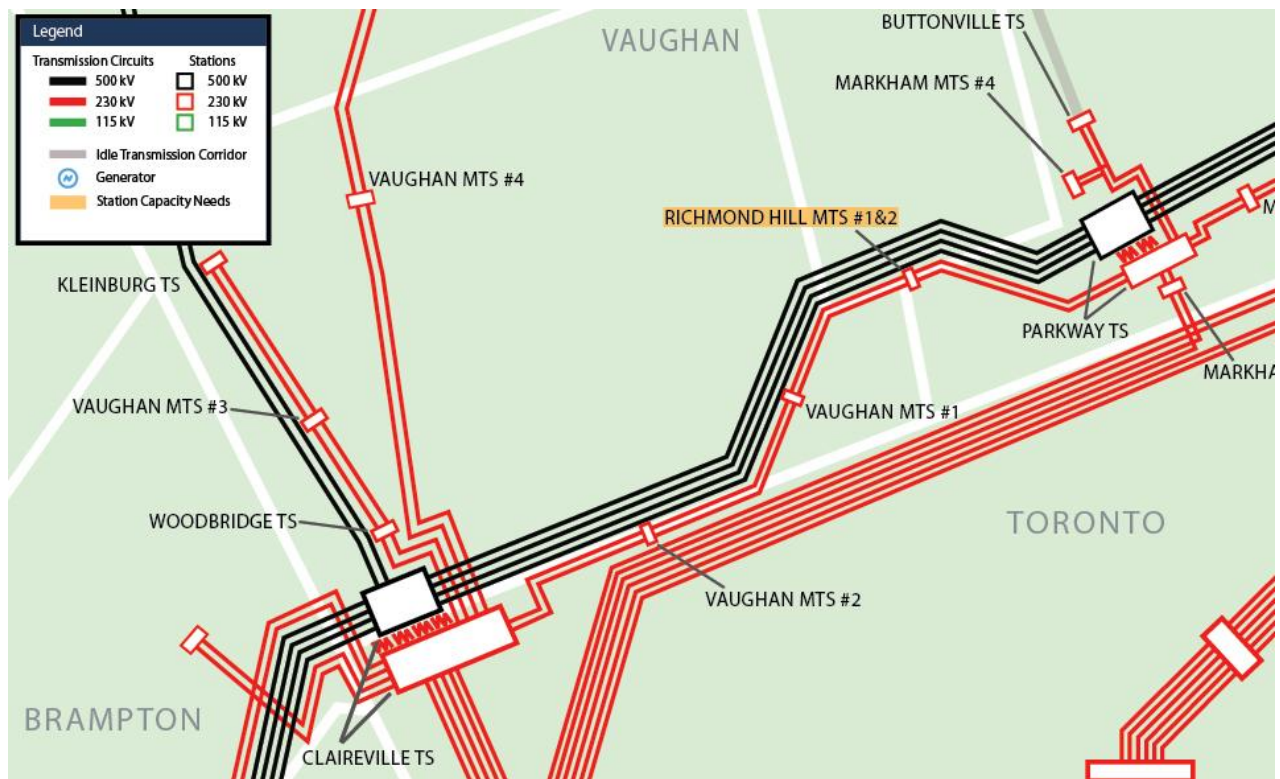 Legend
Transmission Circuits
Stations
500 kV
500 kV
230 kV
230 kV
115 kV
115 kV
Idle Transmission Corridor
Generator
Station Capacity Needs
VAUGHAN
BUTTONVILLE TS
MARKHAM MTS #4
VAUGHAN MTS #4
RICHMOND HILL MTS #1&2
M
KLEINBURG TS
PARKWAY TS
MARKHA
VAUGHAN MTS #3
VAUGHAN MTS #1
WOODBRIDGE TS
TORONTO
VAUGHAN MTS #2
BRAMPTON
CLAIREVILLE TS